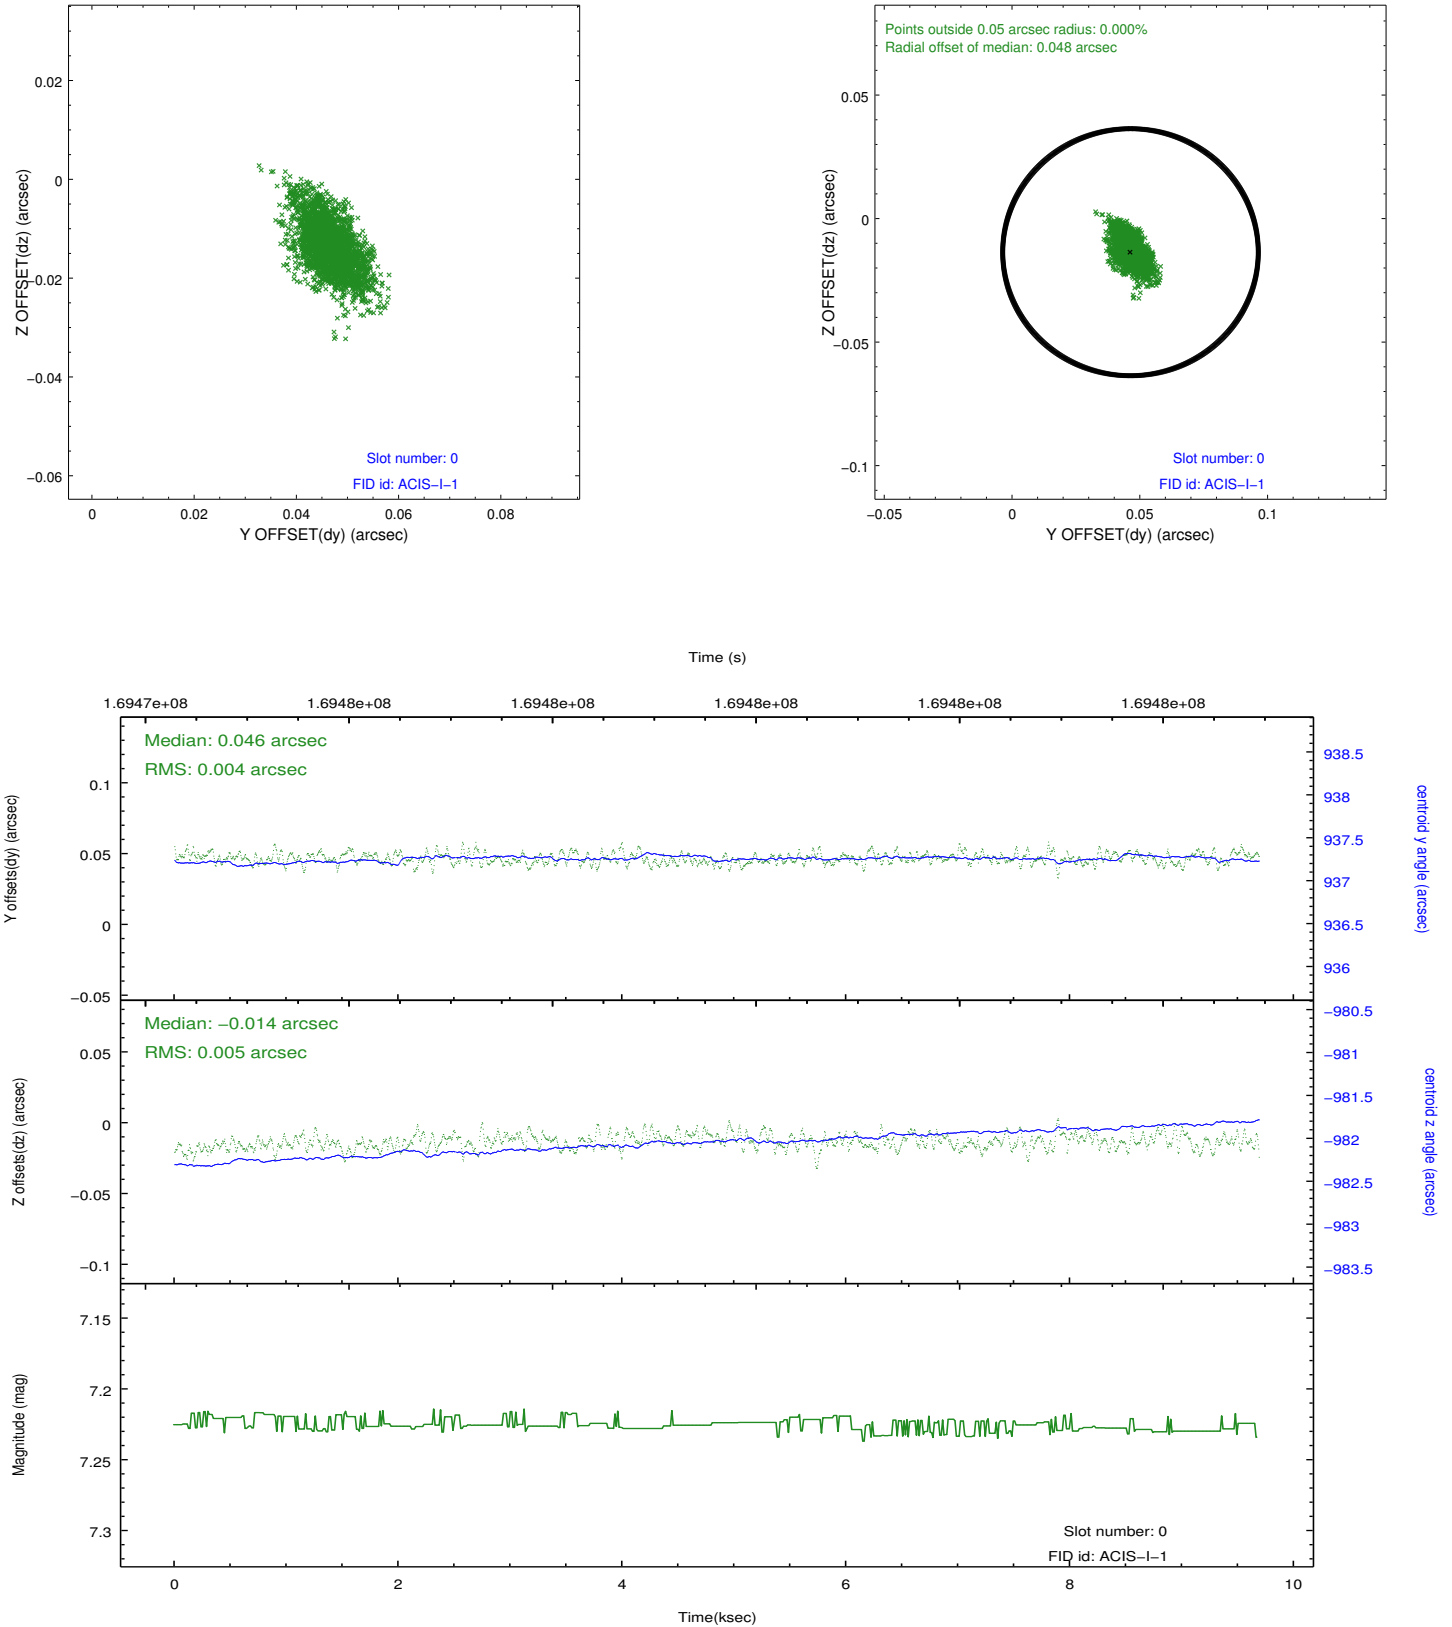 0.02
0
−0.02
−0.04
−0.06
Z OFFSET(dz) (arcsec)
Slot number: 0
FID id: ACIS−I−1
0 0.02 0.04 0.06 0.08
Y OFFSET(dy) (arcsec)
Points outside 0.05 arcsec radius: 0.000%
Radial offset of median: 0.048 arcsec
0.05
0
−0.05
−0.1
Z OFFSET(dz) (arcsec)
Slot number: 0
FID id: ACIS−I−1
−0.05 0 0.05 0.1
Y OFFSET(dy) (arcsec)
Time (s)
1.6947e+08 1.6948e+08 1.6948e+08 1.6948e+08 1.6948e+08 1.6948e+08
Median: 0.046 arcsec
RMS: 0.004 arcsec
0.1
0.05
0
−0.05
Y offsets(dy) (arcsec)
938.5
938
937.5
937
936.5
936
centroid y angle (arcsec)
Median: −0.014 arcsec
RMS: 0.005 arcsec
0.05
0
−0.05
−0.1
Z offsets(dz) (arcsec)
−980.5
−981
−981.5
−982
−982.5
−983
−983.5
centroid z angle (arcsec)
7.15
7.2
7.25
7.3
Magnitude (mag)
Slot number: 0
FID id: ACIS−I−1
0 2 4 6 8 10
Time(ksec)